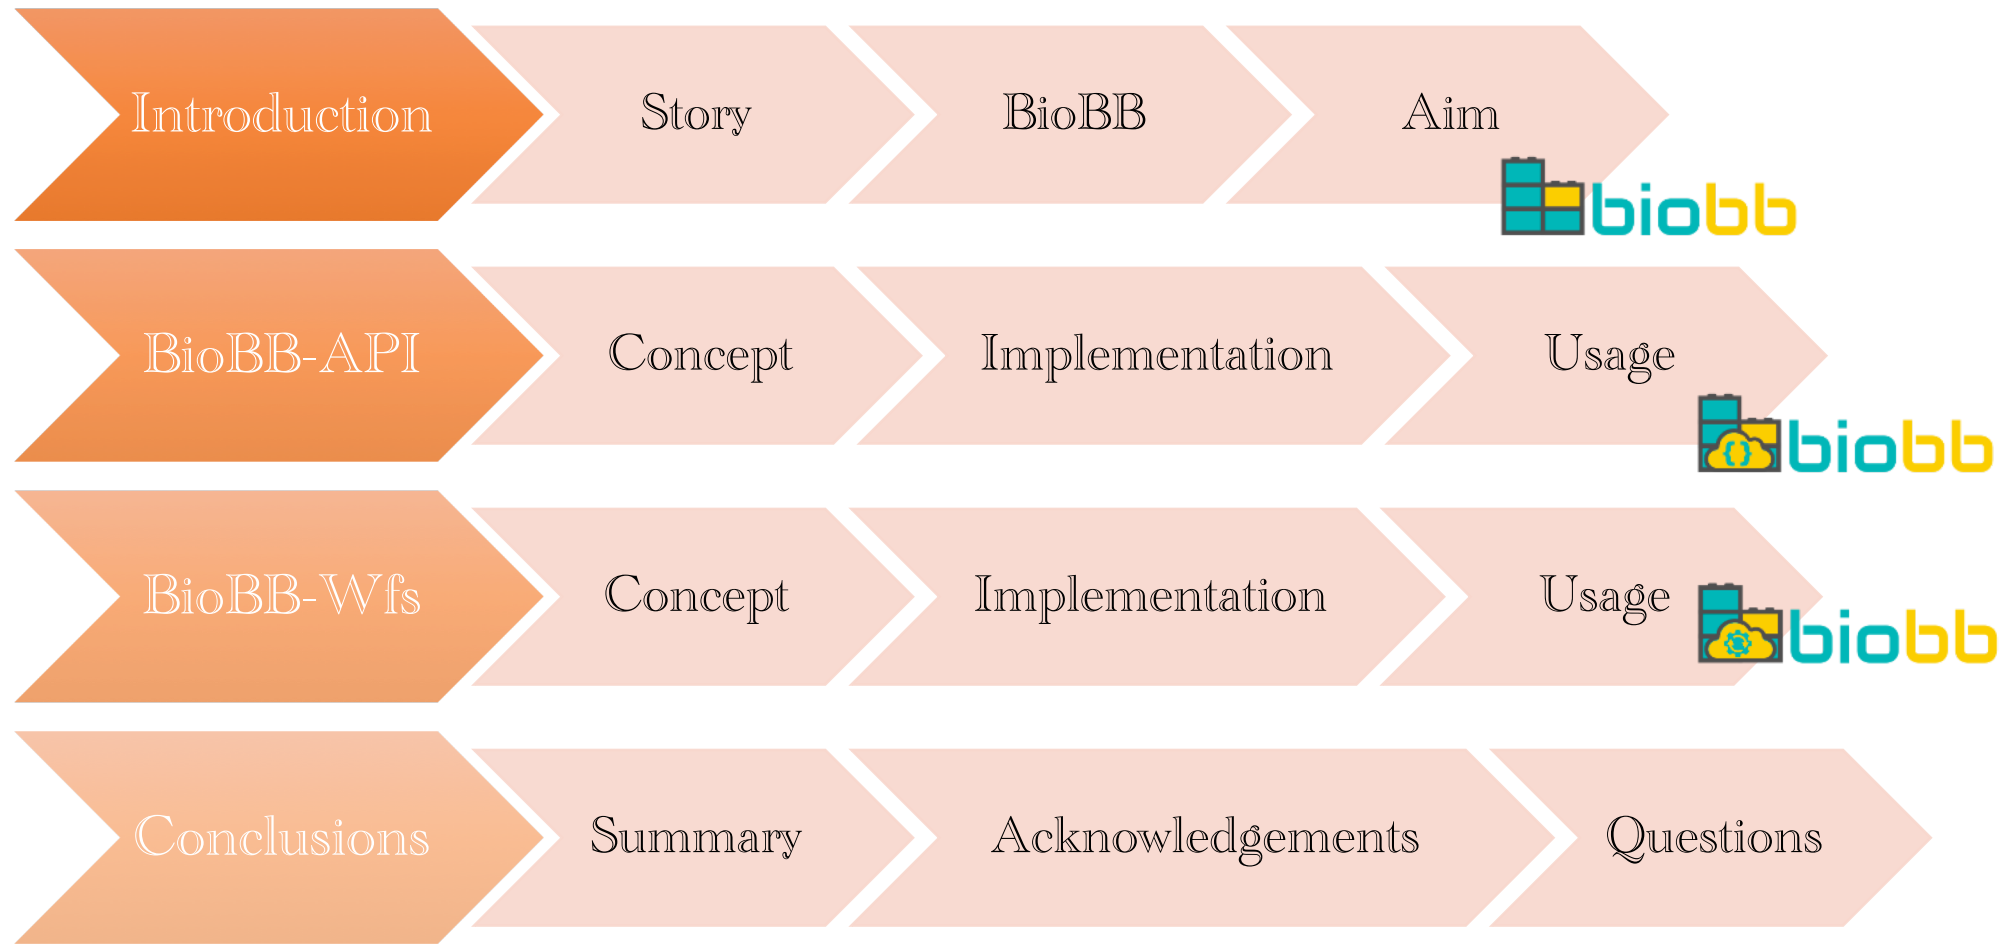 Introduction
Story
BioBB
Aim
biobb
BioBB-API
Concept
Implementation
Usage
{}
biobb
BioBB-Wfs
Concept
Implementation
Usage
biobb
Conclusions
Summary
Acknowledgements
Questions